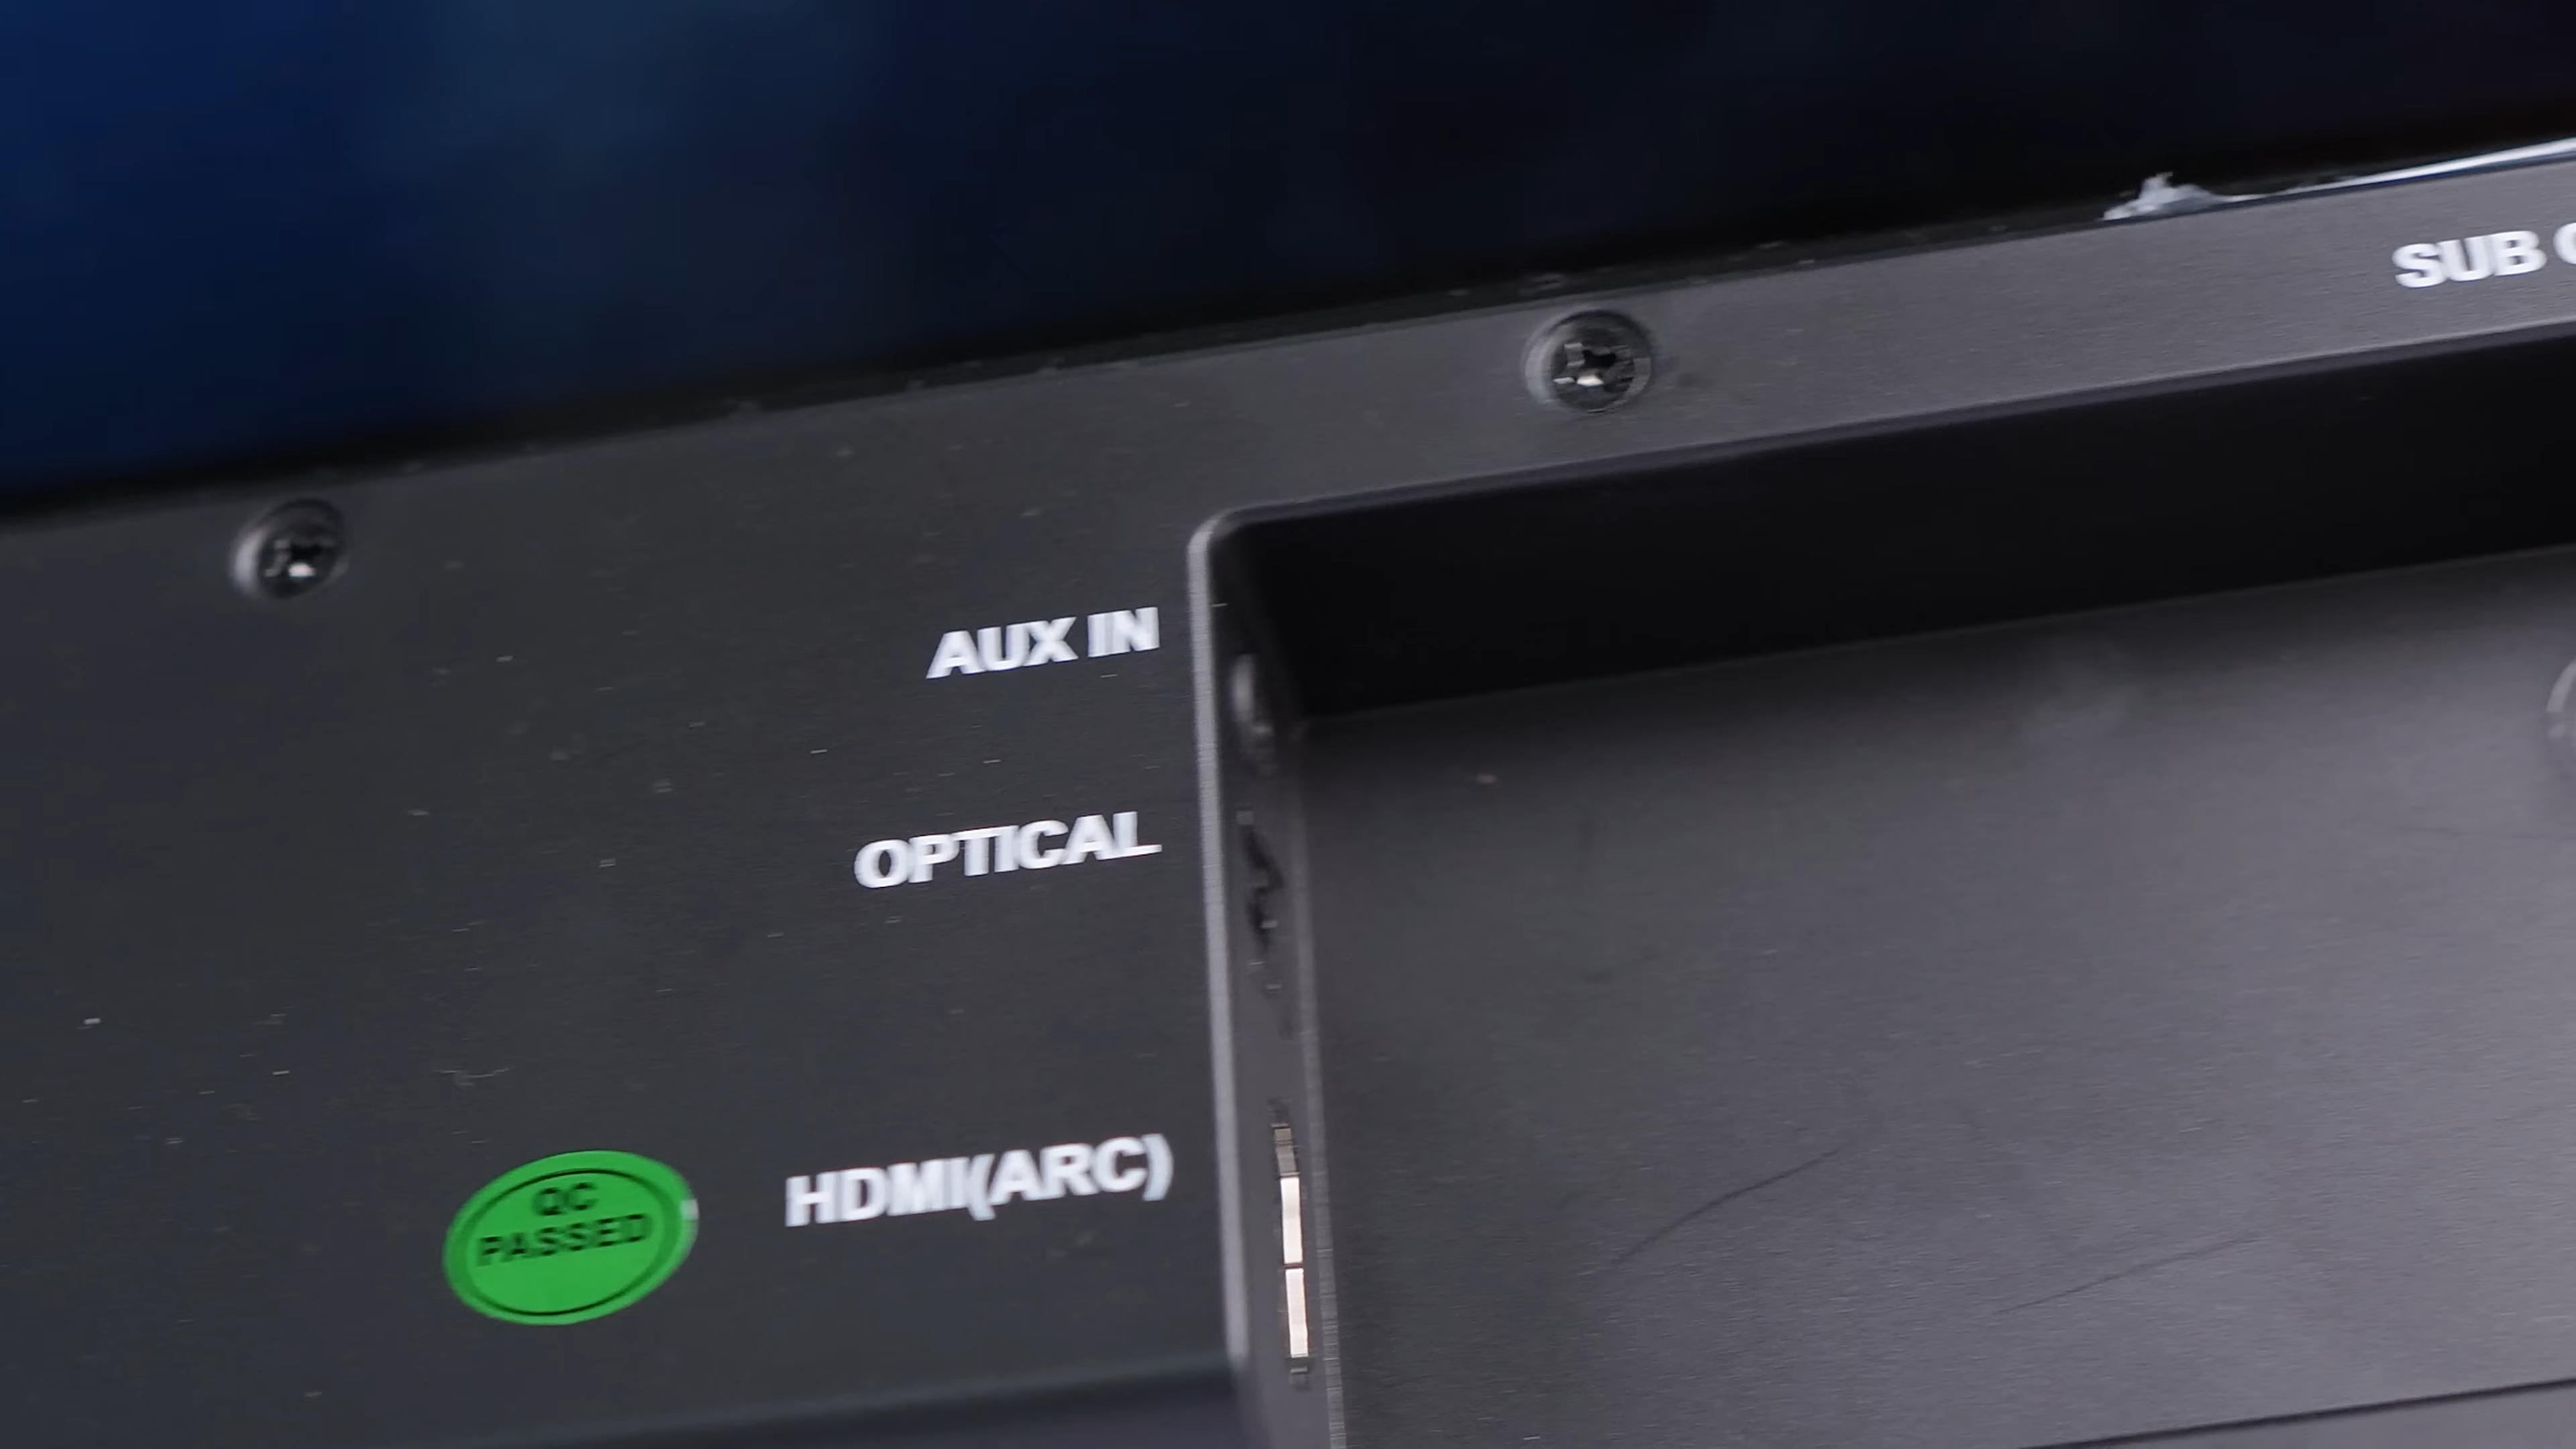 SUB
AUX IN
OPTICAL
HDMI(ARC)
QC
PASSED